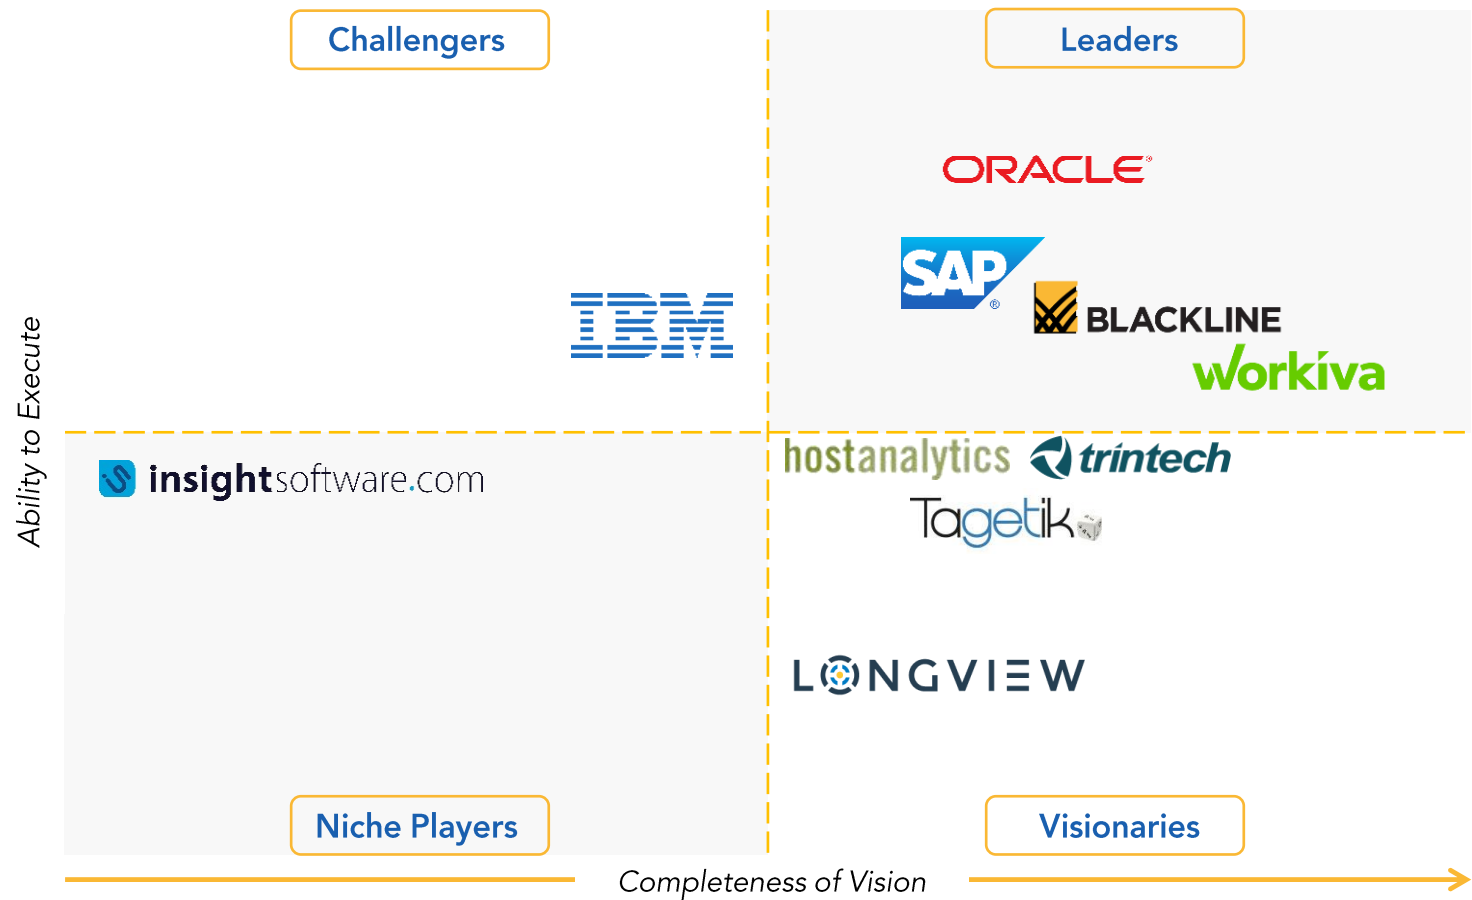 Challengers
Leaders
ORACLE®
SAP®
BLACKLINE
IBM
workiva
Ability to Execute
insightsoftware.com
hostanalytics
trintech
Tagetik
LONGVIEW
Niche Players
Visionaries
Completeness of Vision